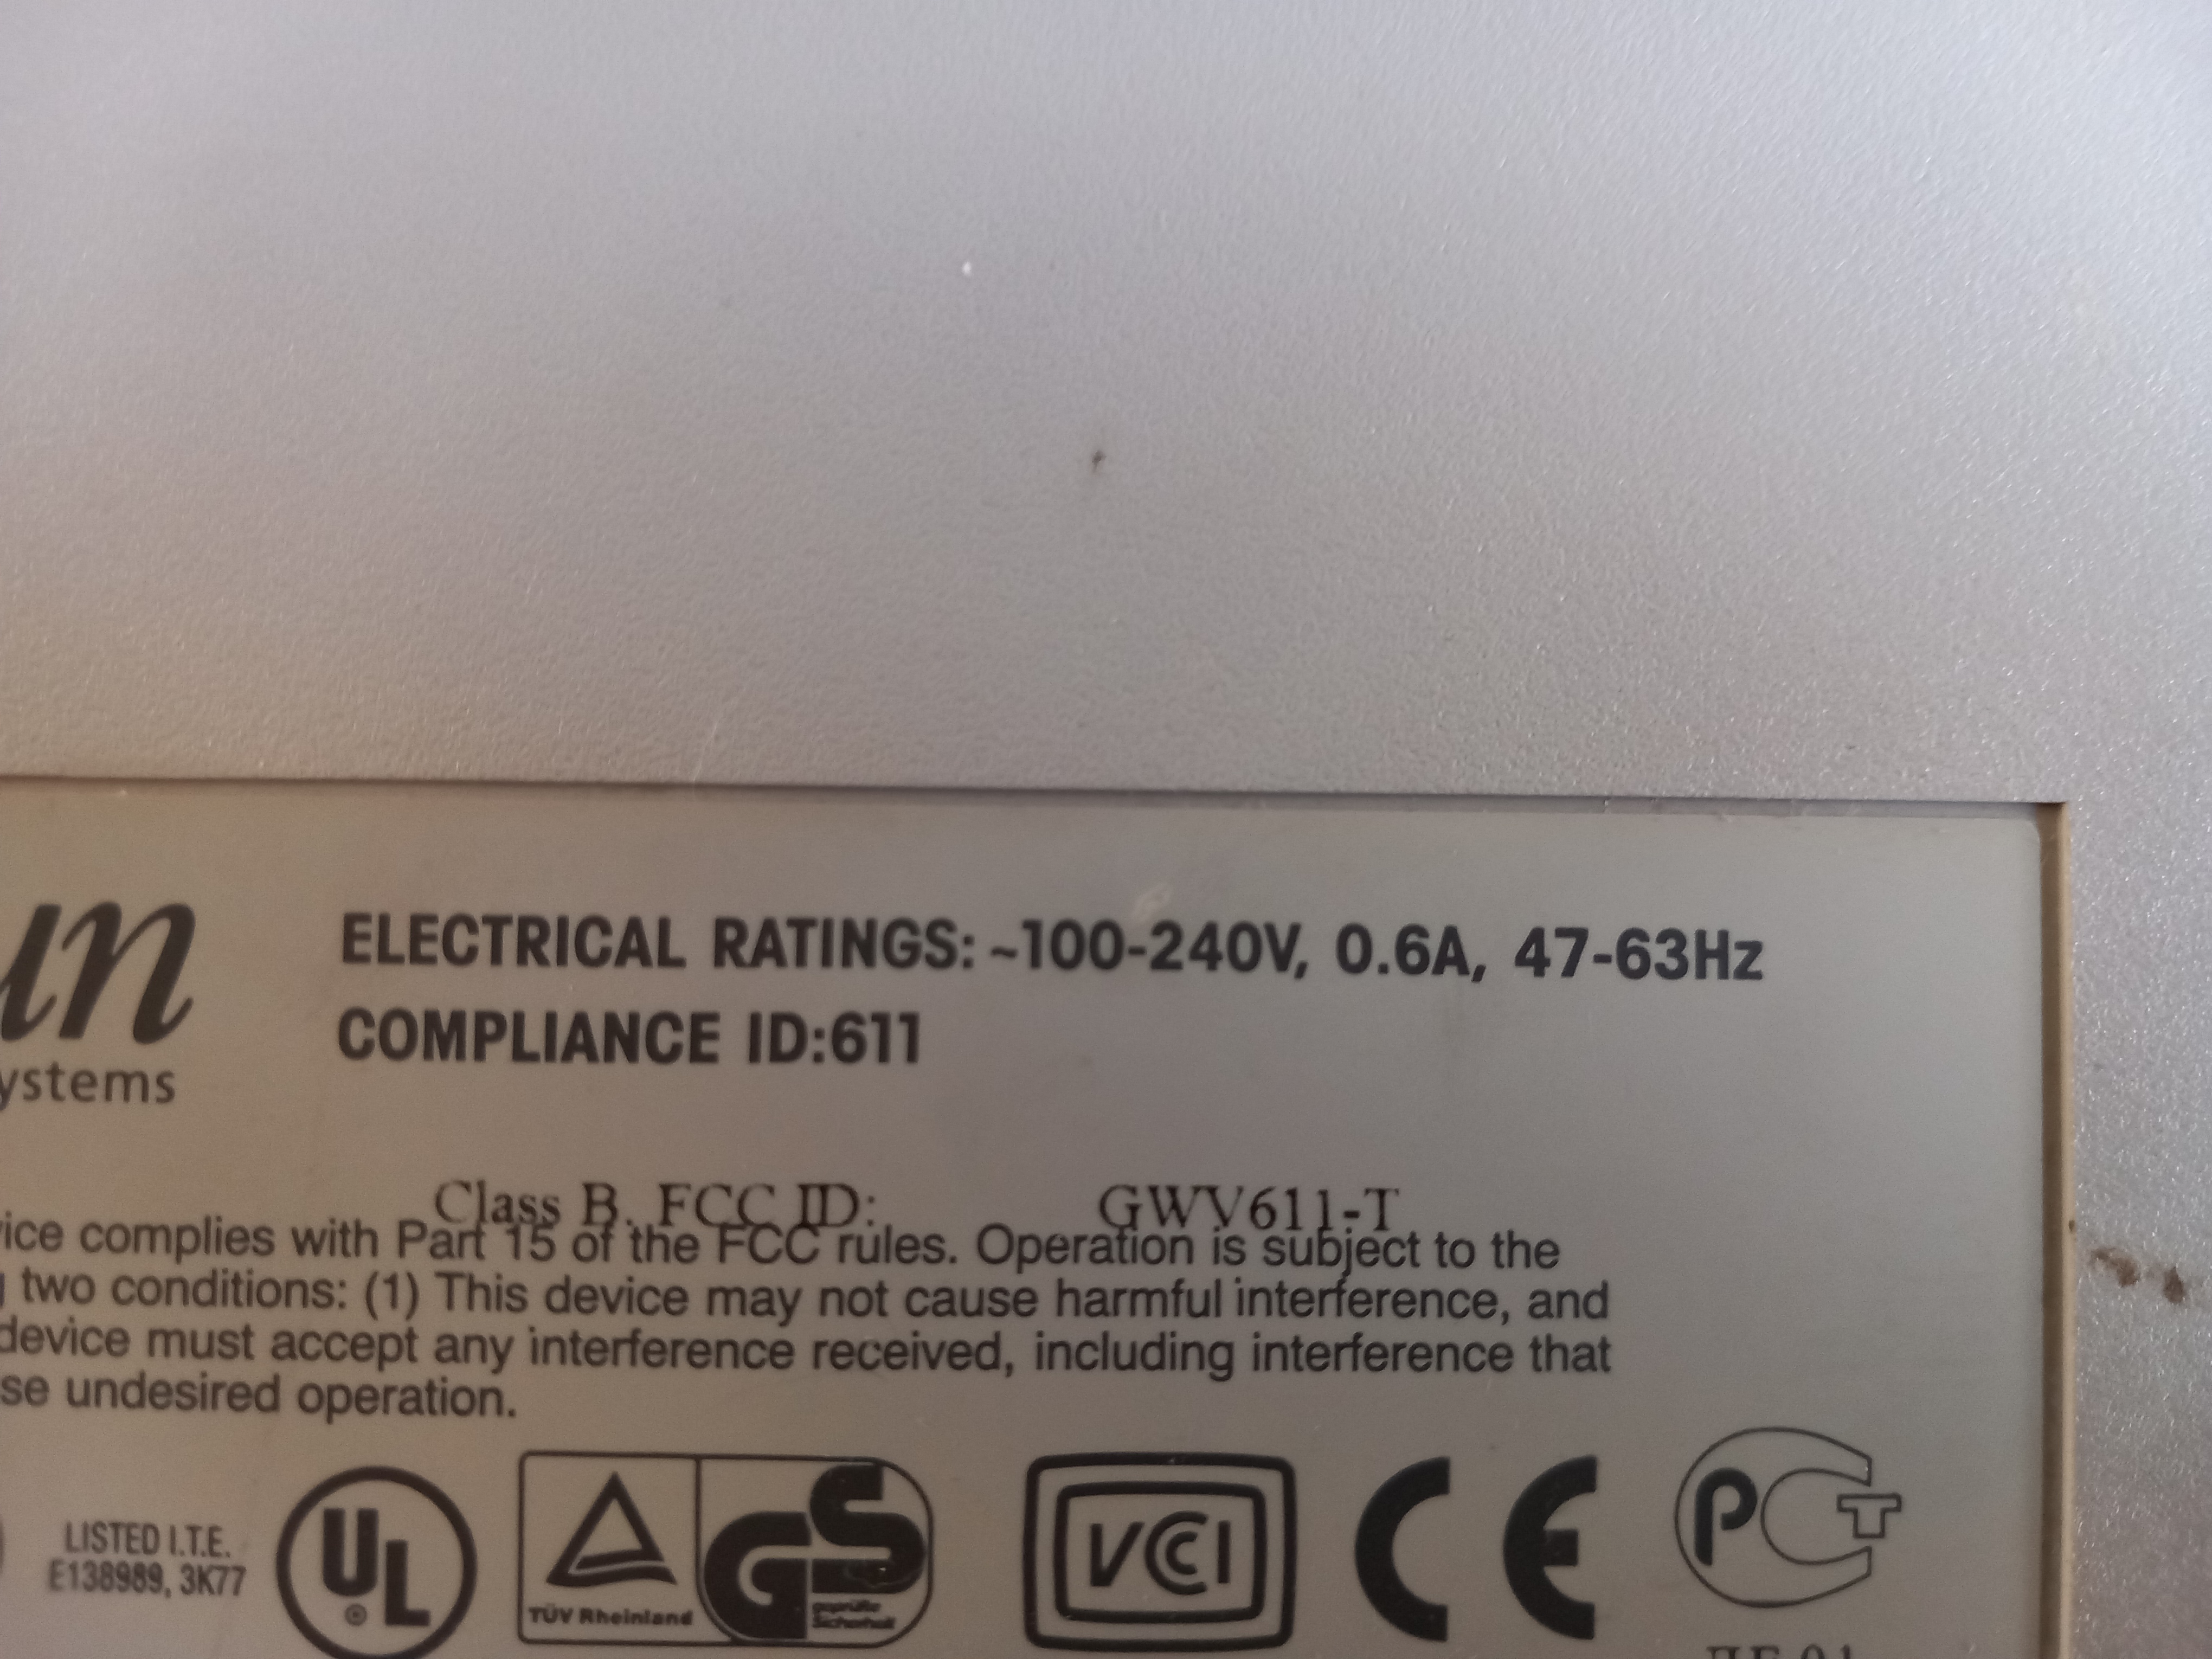 un
ystems
ELECTRICAL RATINGS: ~100-240V, 0.6A, 47-63Hz
COMPLIANCE ID:611
Class B, FCC ID: GWV611-T
ice complies with Part 15 of the FCC rules. Operation is subject to the
two conditions: (1) This device may not cause harmful interference, and
device must accept any interference received, including interference that
se undesired operation.
LISTED I.T.E.
E138989, 3K77
UL
®
TÜV Rheinland
GS
geprüfte
Sicherheit
VCCI
CE
PCT